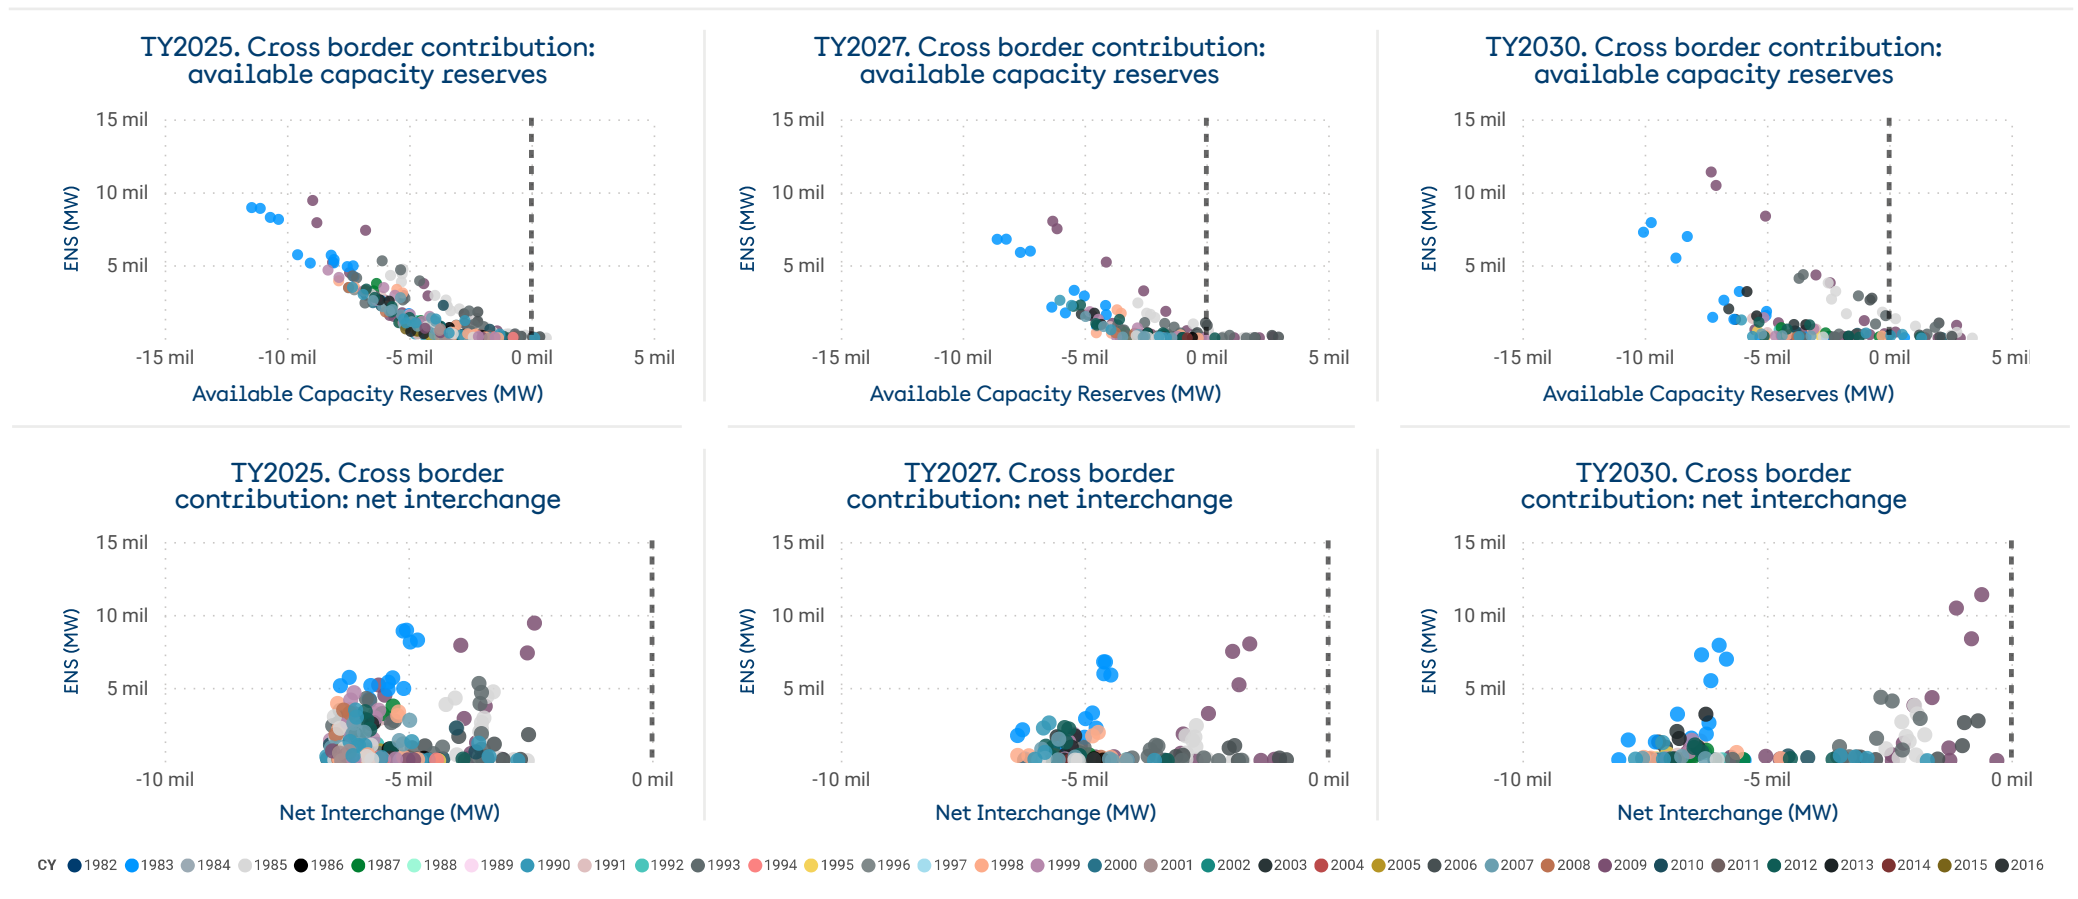 TY2025. Cross border contribution:
available capacity reserves
15 mil
10 mil
5 mil
ENS (MW)
-15 mil -10 mil -5 mil 0 mil 5 mil
Available Capacity Reserves (MW)
TY2027. Cross border contribution:
available capacity reserves
15 mil
10 mil
5 mil
ENS (MW)
-15 mil -10 mil -5 mil 0 mil 5 mil
Available Capacity Reserves (MW)
TY2030. Cross border contribution:
available capacity reserves
15 mil
10 mil
5 mil
ENS (MW)
-15 mil -10 mil -5 mil 0 mil 5 mil
Available Capacity Reserves (MW)
TY2025. Cross border
contribution: net interchange
15 mil
10 mil
5 mil
ENS (MW)
-10 mil -5 mil 0 mil
Net Interchange (MW)
TY2027. Cross border
contribution: net interchange
15 mil
10 mil
5 mil
ENS (MW)
-10 mil -5 mil 0 mil
Net Interchange (MW)
TY2030. Cross border
contribution: net interchange
15 mil
10 mil
5 mil
ENS (MW)
-10 mil -5 mil 0 mil
Net Interchange (MW)
CY 1982 1983 1984 1985 1986 1987 1988 1989 1990 1991 1992 1993 1994 1995 1996 1997 1998 1999 2000 2001 2002 2003 2004 2005 2006 2007 2008 2009 2010 2011 2012 2013 2014 2015 2016